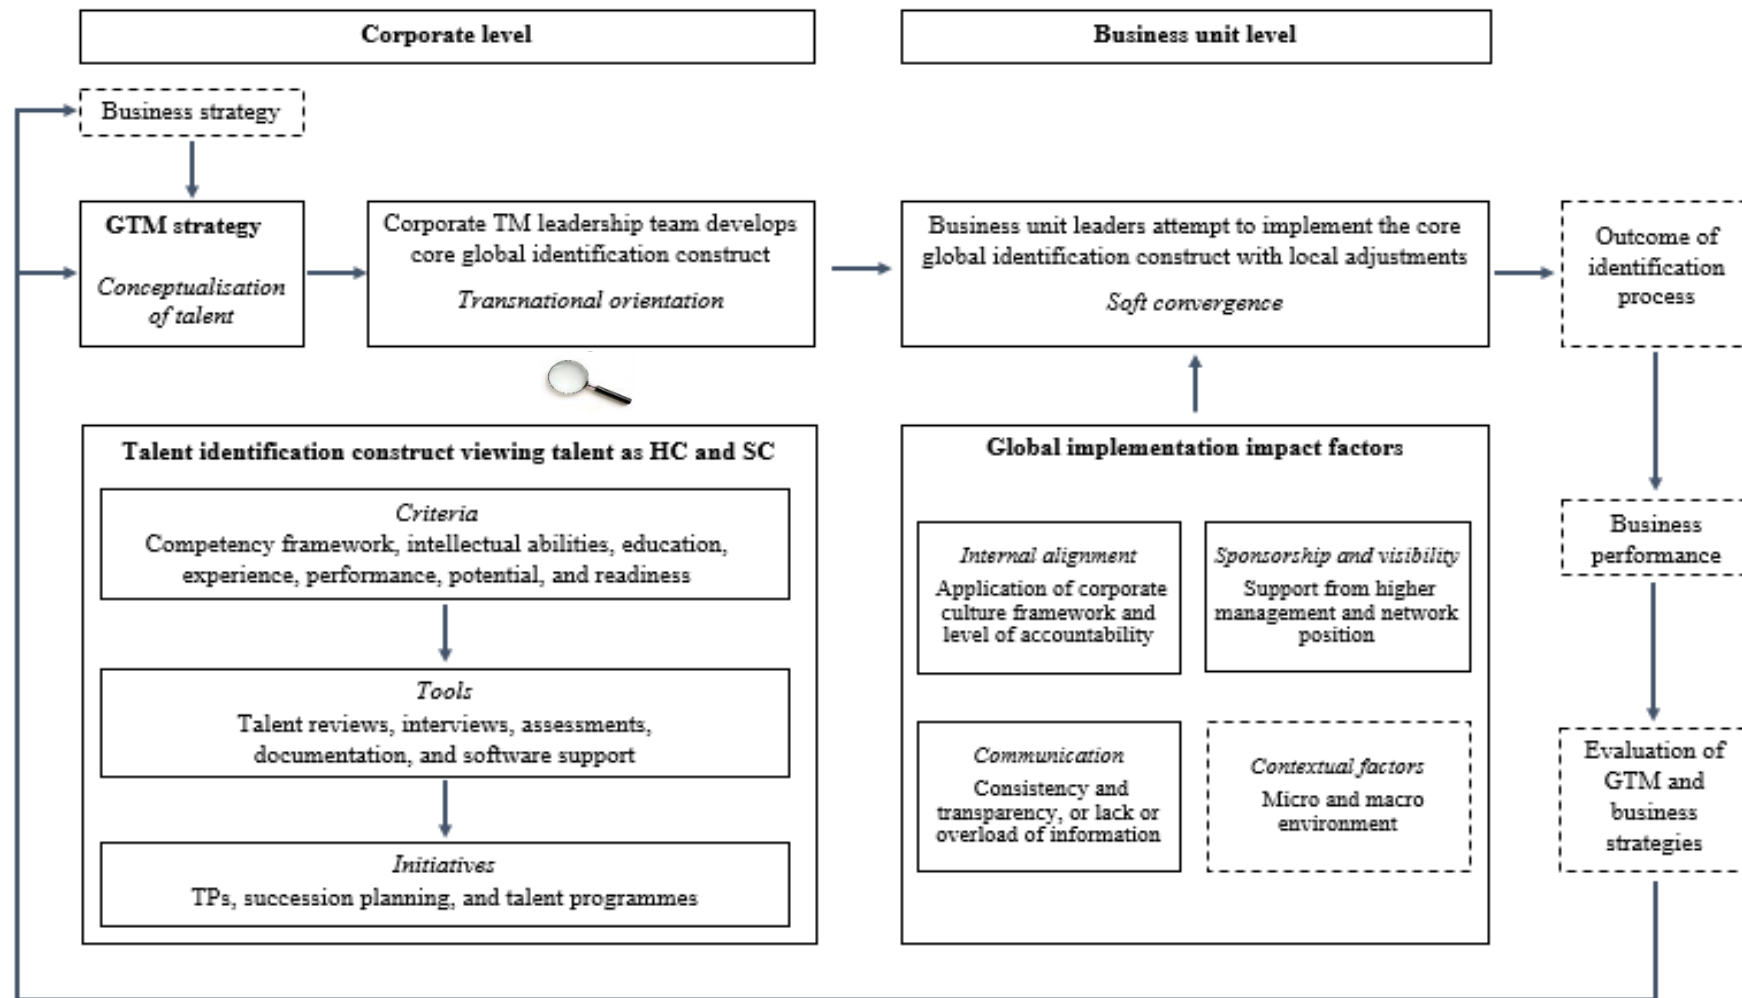 Corporate level
Business unit level
Business strategy
GTM strategy
Conceptualisation
of talent
Corporate TM leadership team develops
core global identification construct
Transnational orientation
Business unit leaders attempt to implement the core
global identification construct with local adjustments
Soft convergence
Outcome of
identification
process
Talent identification construct viewing talent as HC and SC
Criteria
Competency framework, intellectual abilities, education,
experience, performance, potential, and readiness
Tools
Talent reviews, interviews, assessments,
documentation, and software support
Initiatives
TPs, succession planning, and talent programmes
Global implementation impact factors
Internal alignment
Application of corporate
culture framework and
level of accountability
Sponsorship and visibility
Support from higher
management and network
position
Communication
Consistency and
transparency, or lack or
overload of information
Contextual factors
Micro and macro
environment
Business
performance
Evaluation of
GTM and
business
strategies